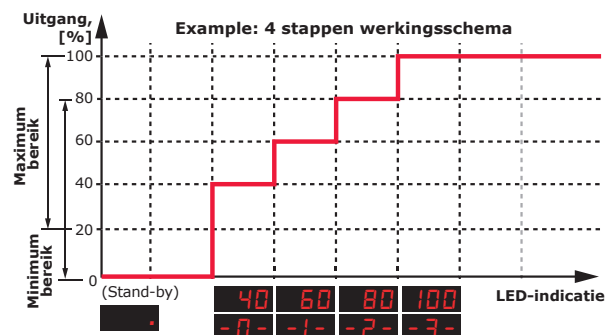 Uitgang,
[%]
Example: 4 stappen werkingsschema
100
80
60
40
20
0
Maximum
bereik
Minimum
bereik
(Stand-by)
LED-indicatie
.
40 60 80 100
-0- -1- -2- -3-